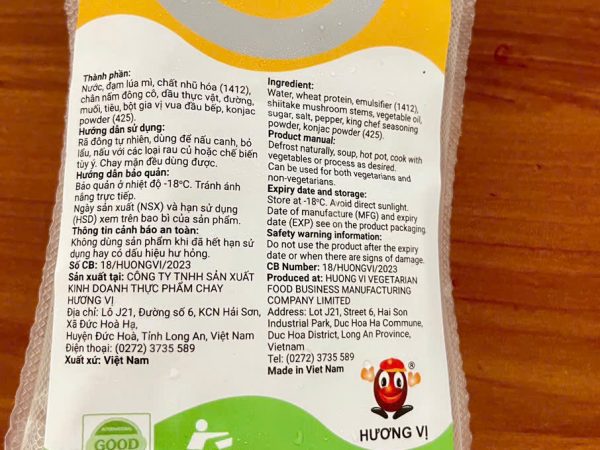 Thành phần:
Nước, đạm lúa mì, chất nhũ hóa (1412),
chân nấm đông cô, dầu thực vật, đường,
muối, tiêu, bột gia vị vua đầu bếp, konjac
powder (425).
Hướng dẫn sử dụng:
Rã đông tự nhiên, dùng để nấu canh, bỏ
lẩu, nấu với các loại rau củ hoặc chế biến
tùy ý. Chay mặn đều dùng được.
Hướng dẫn bảo quản:
Bảo quản ở nhiệt độ -18ºC. Tránh ánh
nắng trực tiếp.
Ngày sản xuất (NSX) và hạn sử dụng
(HSD) xem trên bao bì của sản phẩm.
Thông tin cảnh báo an toàn:
Không dùng sản phẩm khi đã hết hạn sử
dụng hay có dấu hiệu hư hỏng.
Số CB: 18/HUONGVI/2023
Sản xuất tại: CÔNG TY TNHH SẢN XUẤT
KINH DOANH THỰC PHẨM CHAY
HƯƠNG VỊ
Địa chỉ: Lô J21, Đường số 6, KCN Hải Sơn,
Xã Đức Hoà Hạ,
Huyện Đức Hoà, Tỉnh Long An, Việt Nam
Điện thoại: (0272) 3735 589
Xuất xứ: Việt Nam
Ingredient:
Water, wheat protein, emulsifier (1412),
shiitake mushroom stems, vegetable oil,
sugar, salt, pepper, king chef seasoning
powder, konjac powder (425).
Product manual:
Defrost naturally, soup, hot pot, cook with
vegetables or process as desired.
Can be used for both vegetarians and
non-vegetarians.
Expiry date and storage:
Store at -18ºC. Avoid direct sunlight.
Date of manufacture (MFG) and expiry
date (EXP) see on the product packaging
Safety warning information:
Do not use the product after the expiry
date or when there are signs of damage.
CB Number: 18/HUONGVI/2023
Produced at: HUONG VI VEGETARIAN
FOOD BUSINESS MANUFACTURING
COMPANY LIMITED
Address: Lot J21, Street 6, Hai Son
Industrial Park, Duc Hoa Ha Commune,
Duc Hoa District, Long An Province,
Vietnam
Tel: (0272) 3735 589
Made in Viet Nam
®
HƯƠNG VỊ
INTERNATIONAL
GOOD